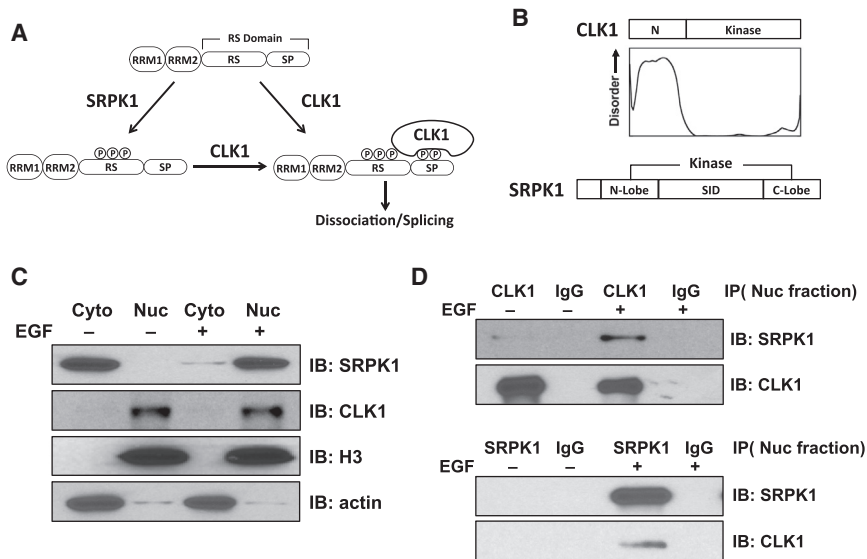 A
RS Domain
RRM1 RRM2 RS SP
SRPK1 CLK1
P P P
RRM1 RRM2 RS SP
CLK1
CLK1
P P P P P
RRM1 RRM2 RS SP
Dissociation/Splicing
B
CLK1 N Kinase
Disorder
Kinase
SRPK1 N-Lobe SID C-Lobe
C
Cyto Nuc Cyto Nuc
EGF – – + +
IB: SRPK1
IB: CLK1
IB: H3
IB: actin
D
CLK1 IgG CLK1 IgG IP( Nuc fraction)
EGF – – + +
IB: SRPK1
IB: CLK1
SRPK1 IgG SRPK1 IgG IP( Nuc fraction)
EGF – – + +
IB: SRPK1
IB: CLK1